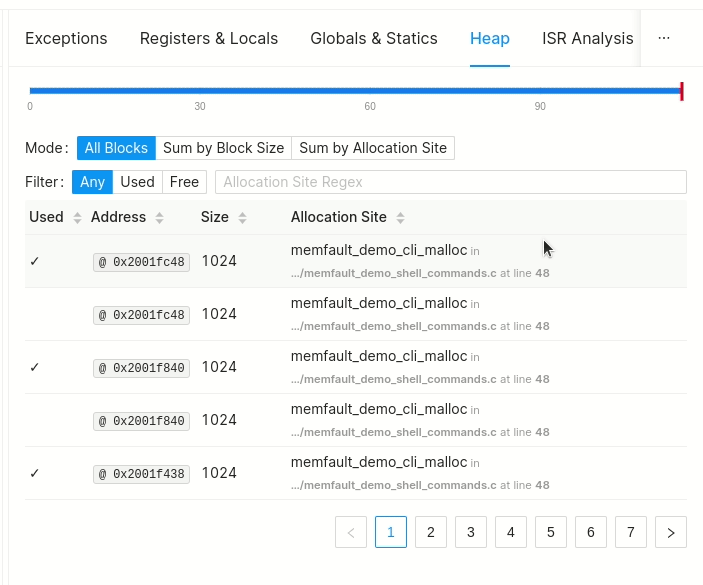 Exceptions Registers & Locals Globals & Statics Heap ISR Analysis ...
0 30 60 90
Mode: All Blocks Sum by Block Size Sum by Allocation Site
Filter: Any Used Free Allocation Site Regex
Used Address Size Allocation Site
✓ @ 0x2001fc48 1024 memfault_demo_cli_malloc in
.../memfault_demo_shell_commands.c at line 48
@ 0x2001fc48 1024 memfault_demo_cli_malloc in
.../memfault_demo_shell_commands.c at line 48
✓ @ 0x2001f840 1024 memfault_demo_cli_malloc in
.../memfault_demo_shell_commands.c at line 48
@ 0x2001f840 1024 memfault_demo_cli_malloc in
.../memfault_demo_shell_commands.c at line 48
✓ @ 0x2001f438 1024 memfault_demo_cli_malloc in
.../memfault_demo_shell_commands.c at line 48
< 1 2 3 4 5 6 7 >